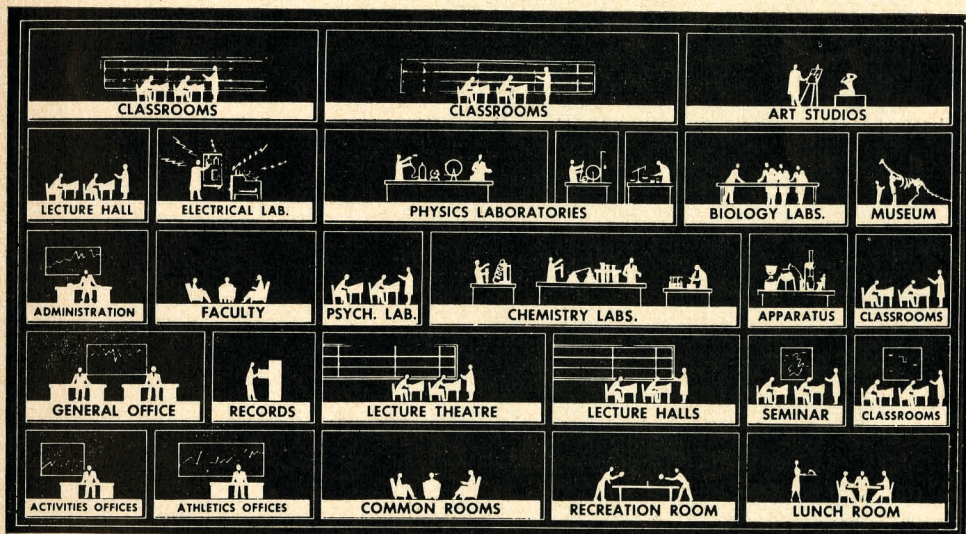 CLASSROOMS
CLASSROOMS
ART STUDIOS
LECTURE HALL
ELECTRICAL LAB.
PHYSICS LABORATORIES
BIOLOGY LABS.
MUSEUM
ADMINISTRATION
FACULTY
PSYCH. LAB.
CHEMISTRY LABS.
APPARATUS
CLASSROOMS
GENERAL OFFICE
RECORDS
LECTURE THEATRE
LECTURE HALLS
SEMINAR
CLASSROOMS
ACTIVITIES OFFICES
ATHLETICS OFFICES
COMMON ROOMS
RECREATION ROOM
LUNCH ROOM